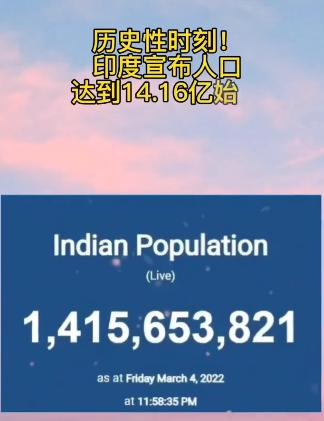 历史性时刻！
印度宣布人口
达到14.16亿始
Indian Population
(Live)
1,415,653,821
as at Friday March 4, 2022
at 11:58:35 PM